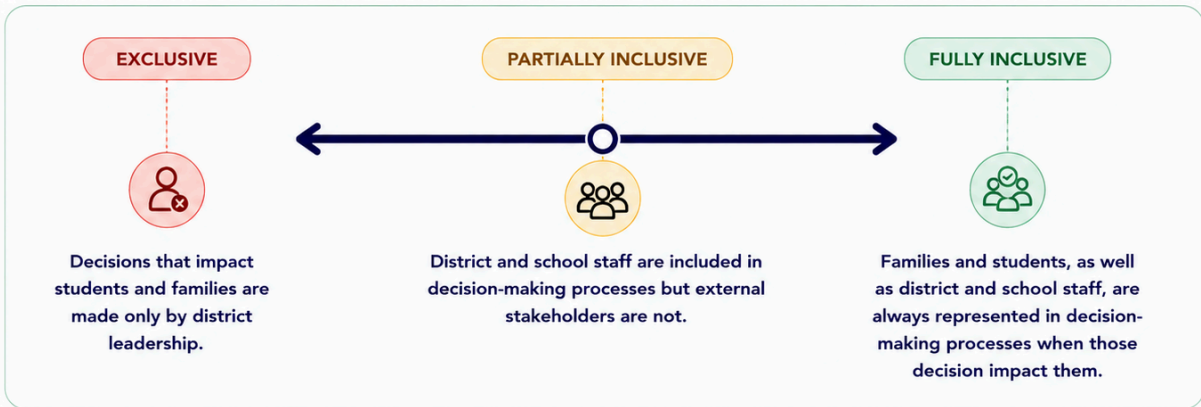 EXCLUSIVE
PARTIALLY INCLUSIVE
FULLY INCLUSIVE
Decisions that impact
students and families are
made only by district
leadership.
District and school staff are included in
decision-making processes but external
stakeholders are not.
Families and students, as well
as district and school staff, are
always represented in decision-
making processes when those
decision impact them.